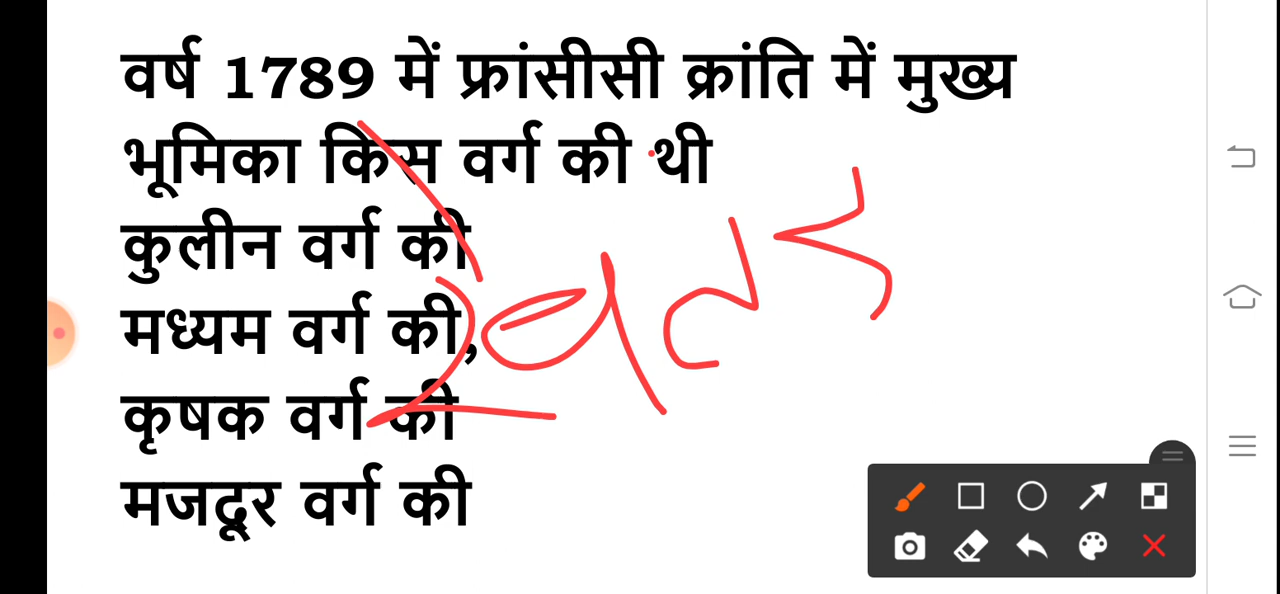 वर्ष 1789 में फ्रांसीसी क्रांति में मुख्य
भूमिका किस वर्ग की थी
कुलीन वर्ग की
मध्यम वर्ग की,
कृषक वर्ग की
मजदूर वर्ग की